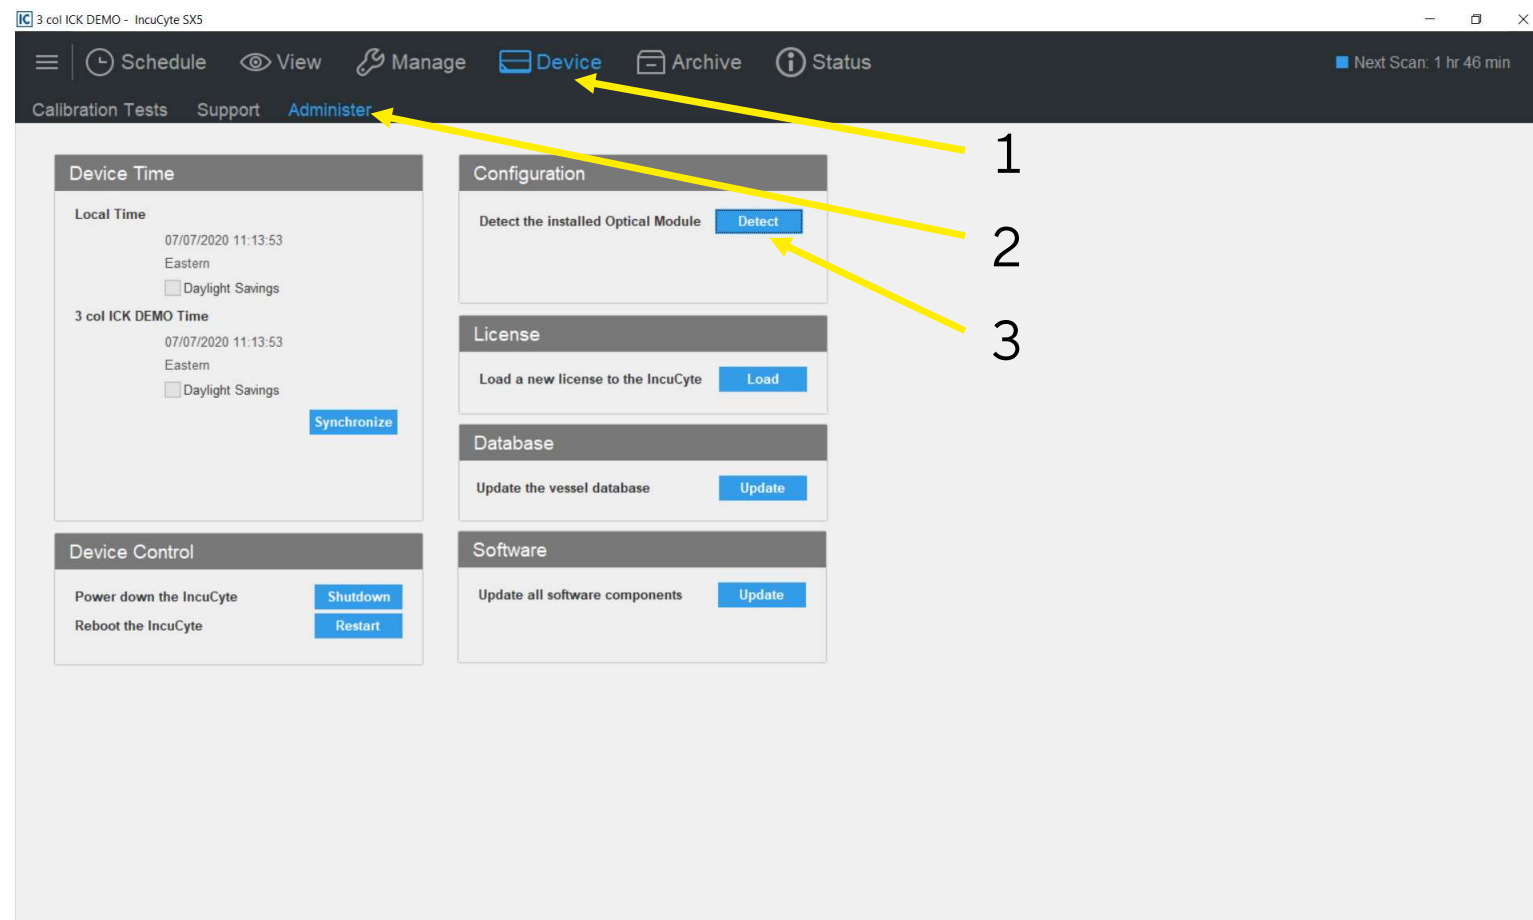 IC 3 col ICK DEMO - IncuCyte SX5
Schedule View Manage Device Archive Status
Next Scan: 1 hr 46 min
Calibration Tests Support Administer
Device Time
Local Time
07/07/2020 11:13:53
Eastern
Daylight Savings
3 col ICK DEMO Time
07/07/2020 11:13:53
Eastern
Daylight Savings
Synchronize
Device Control
Power down the IncuCyte Shutdown
Reboot the IncuCyte Restart
Configuration
Detect the installed Optical Module Detect
License
Load a new license to the IncuCyte Load
Database
Update the vessel database Update
Software
Update all software components Update
1
2
3